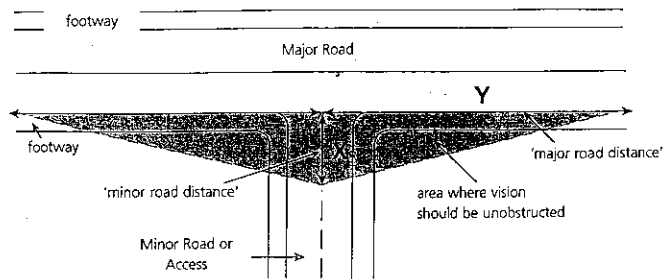 footway
Major Road
Y
footway
X
'major road distance'
'minor road distance'
area where vision
should be unobstructed
Minor Road or
Access